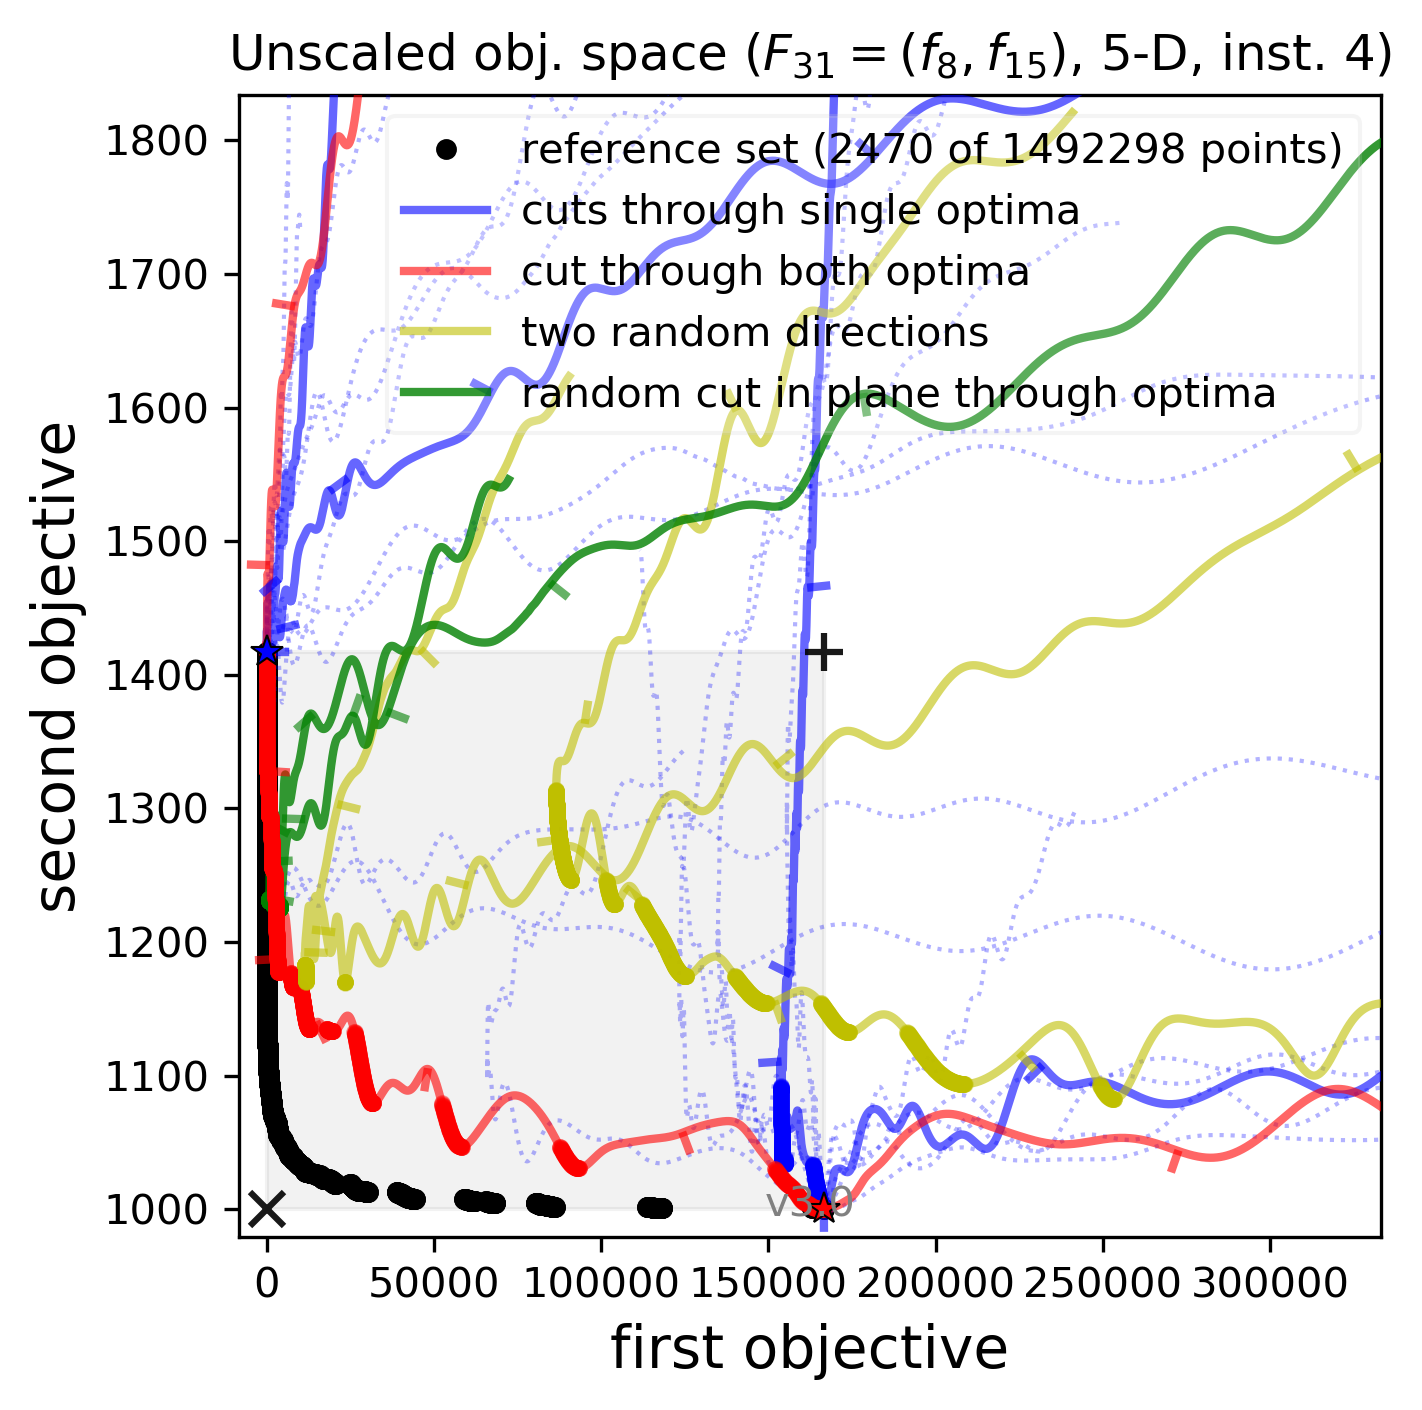 Unscaled obj. space (F31 = (f8, f15), 5-D, inst. 4)
reference set (2470 of 1492298 points)
cuts through single optima
cut through both optima
two random directions
random cut in plane through optima
second objective
1800
1700
1600
1500
1400
1300
1200
1100
1000
v3.0
0 50000 100000 150000 200000 250000 300000
first objective